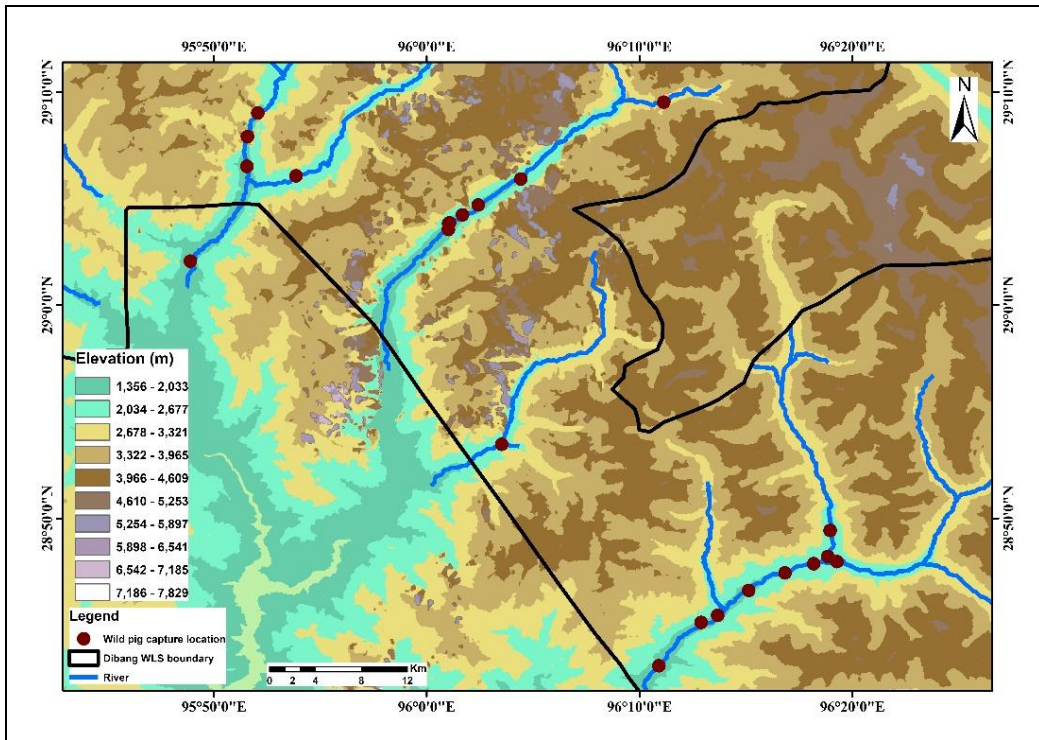 95°50'0"E 96°0'0"E 96°10'0"E 96°20'0"E
29°10'0"N
29°10'0"N
N
29°0'0"N
29°0'0"N
28°50'0"N
28°50'0"N
Elevation (m)
1,356 - 2,033
2,034 - 2,677
2,678 - 3,321
3,322 - 3,965
3,966 - 4,609
4,610 - 5,253
5,254 - 5,897
5,898 - 6,541
6,542 - 7,185
7,186 - 7,829
Legend
Wild pig capture location
Dibang WLS boundary
River
Km
0 2 4 8 12
95°50'0"E 96°0'0"E 96°10'0"E 96°20'0"E